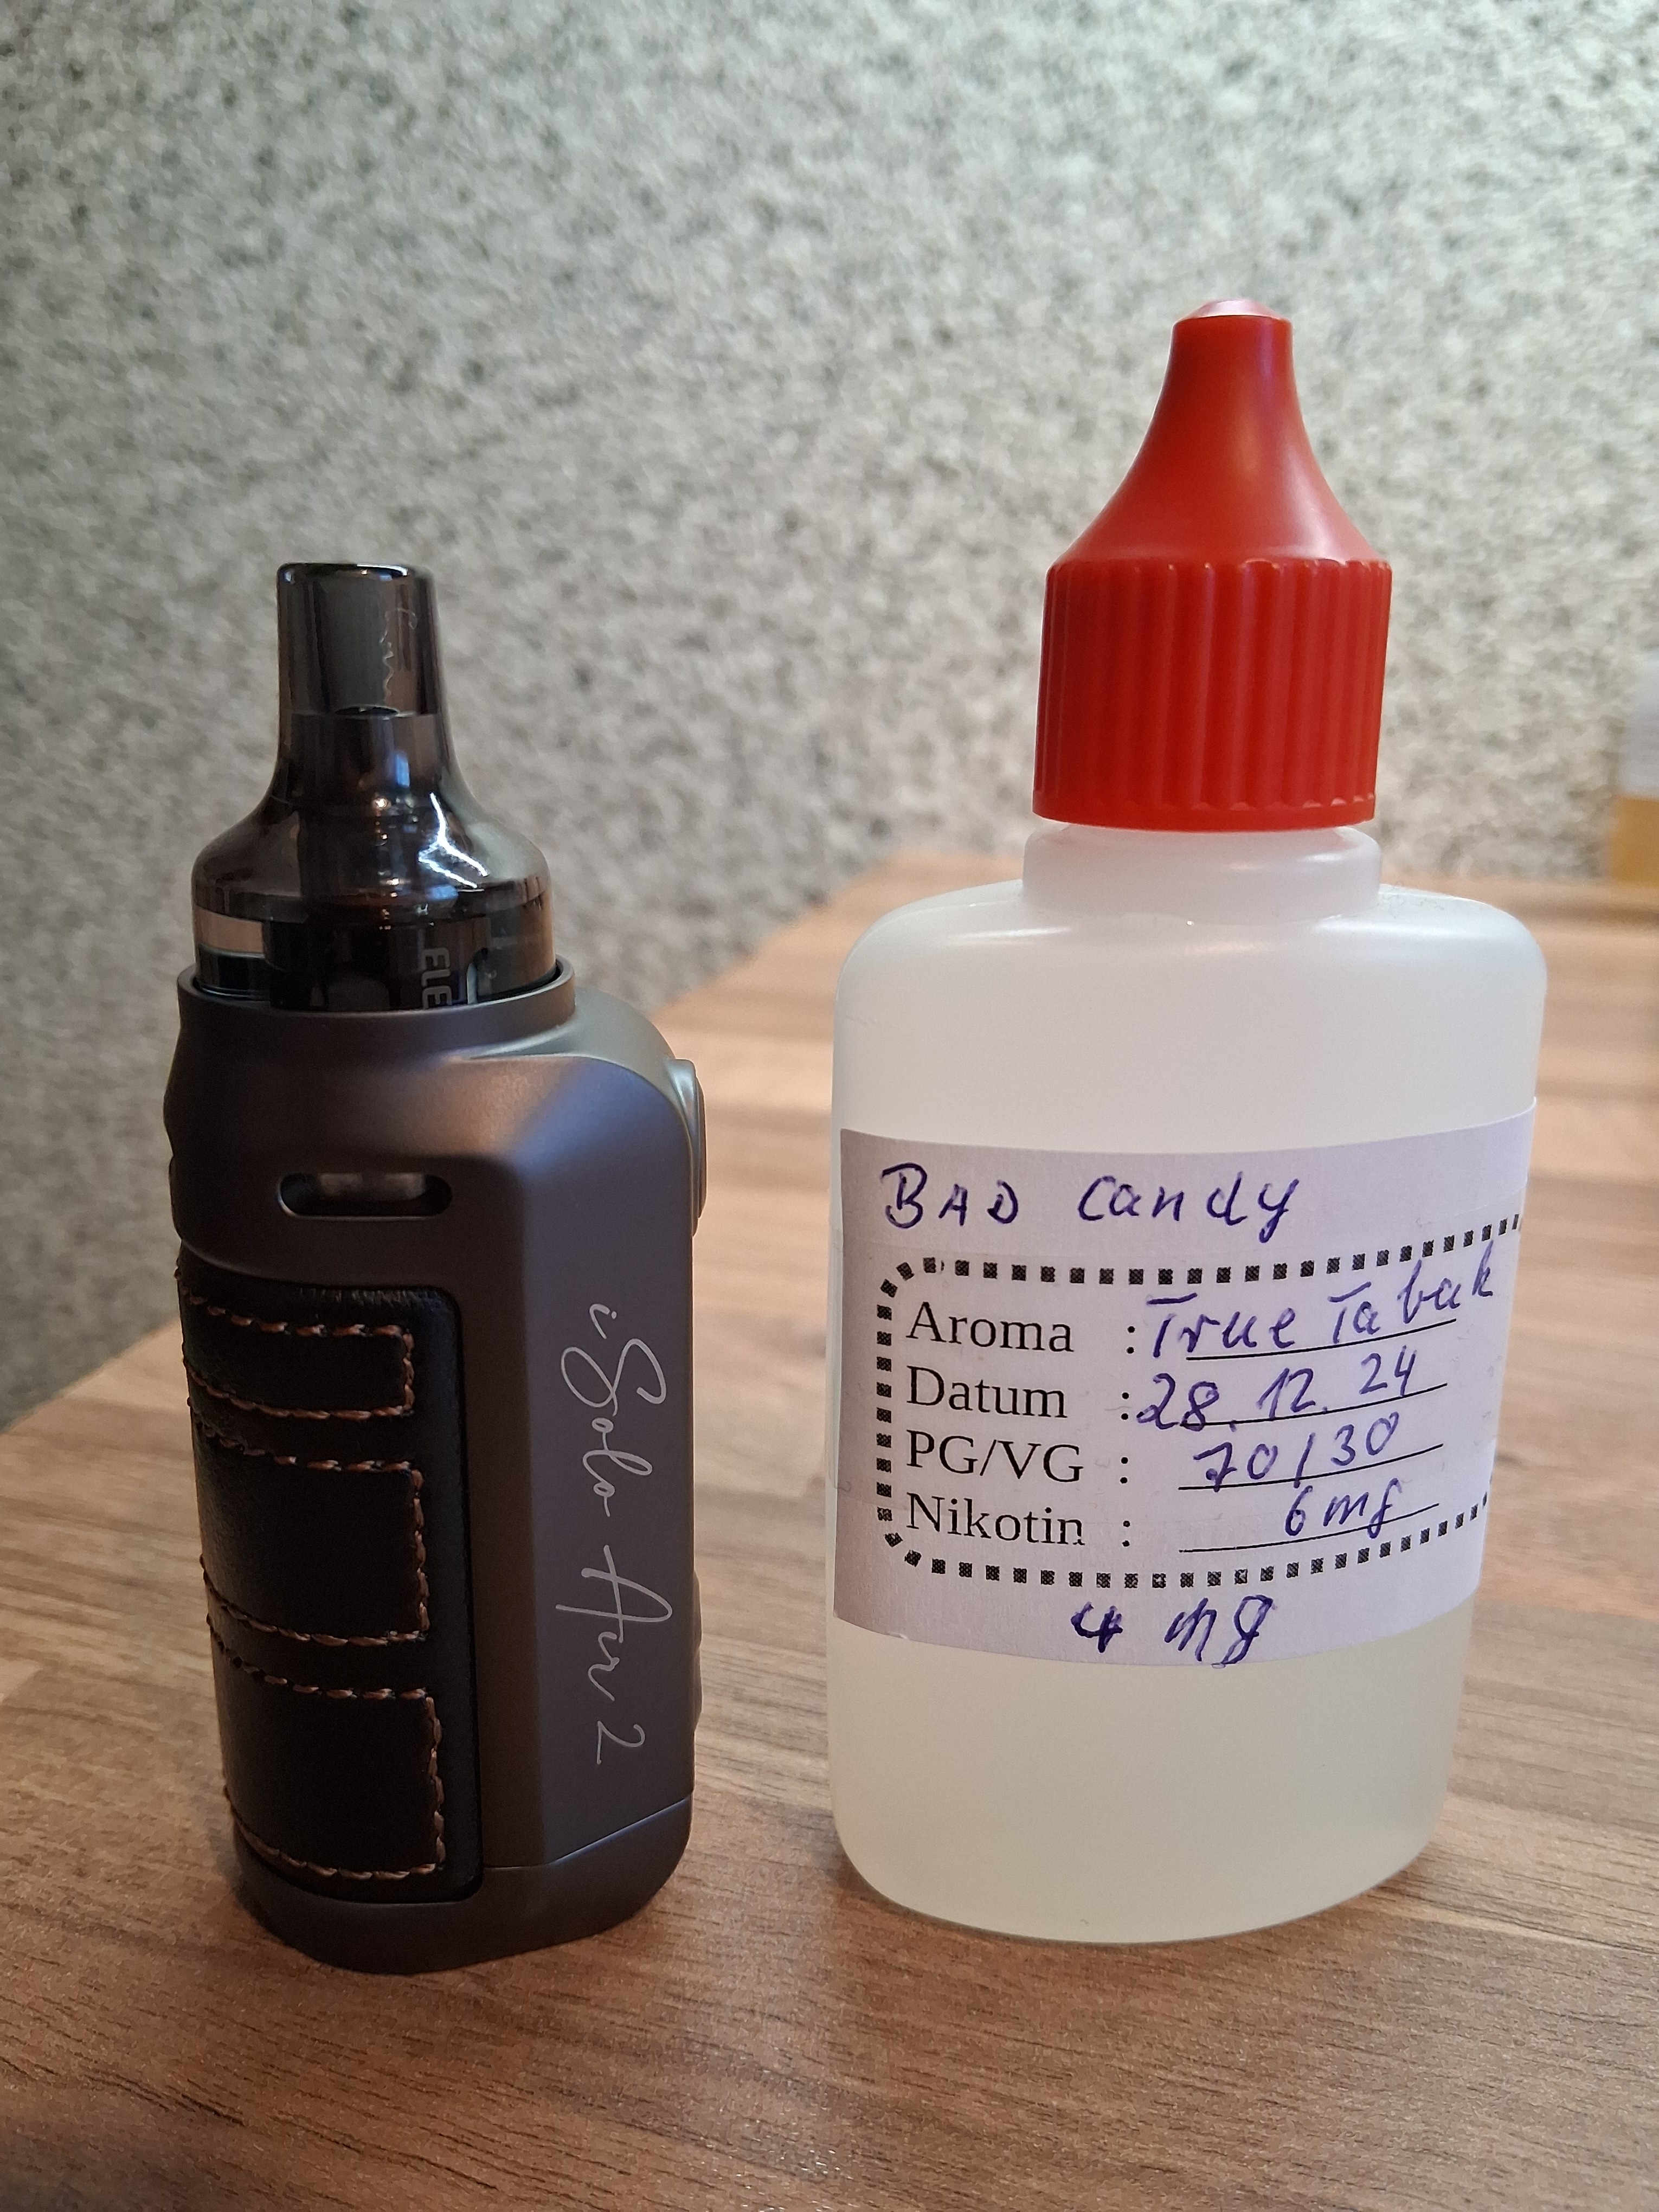 ELE
iSolo Air 2
BAD Candy
Aroma : True Tabak
Datum : 28.12.24
PG/VG : 70/30
Nikotin : 6mg
4 mg